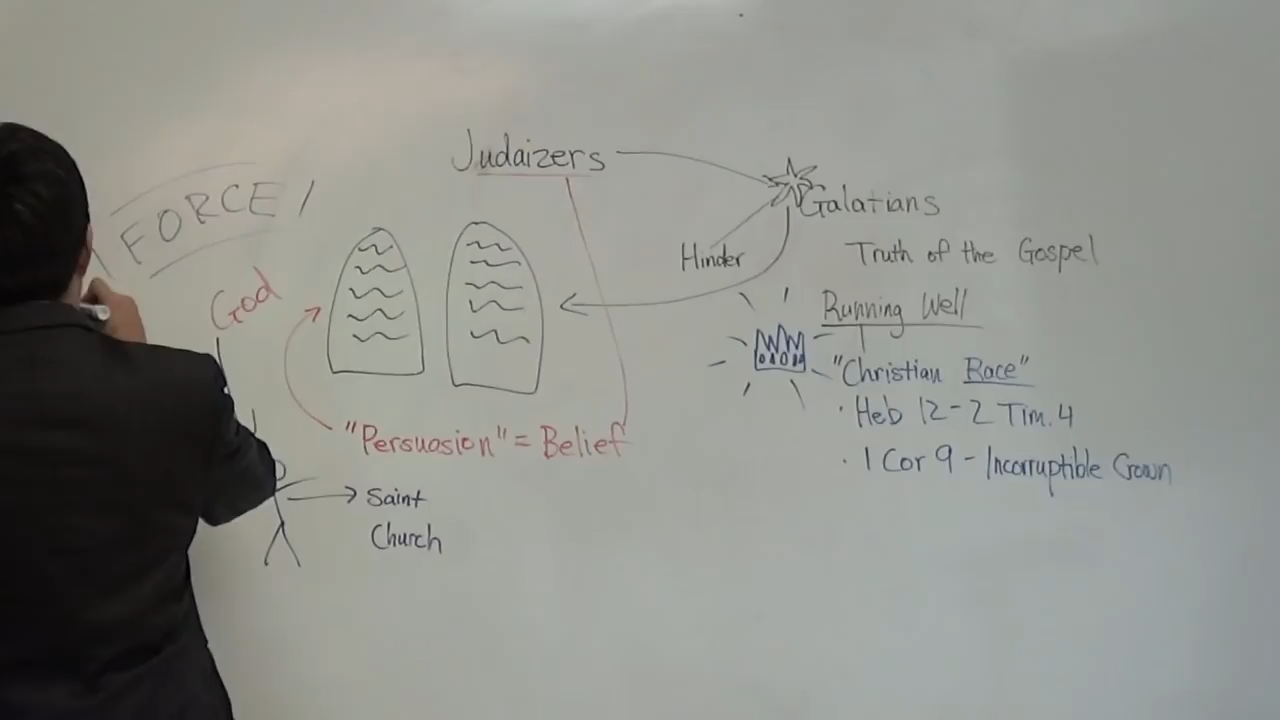 Judaizers
FORCE!
Galatians
Hinder
Truth of the Gospel
God
Running Well
"Christian Race"
· Heb 12 - 2 Tim. 4
"Persuasion" = Belief
· 1 Cor 9 - Incorruptible Crown
Saint
Church